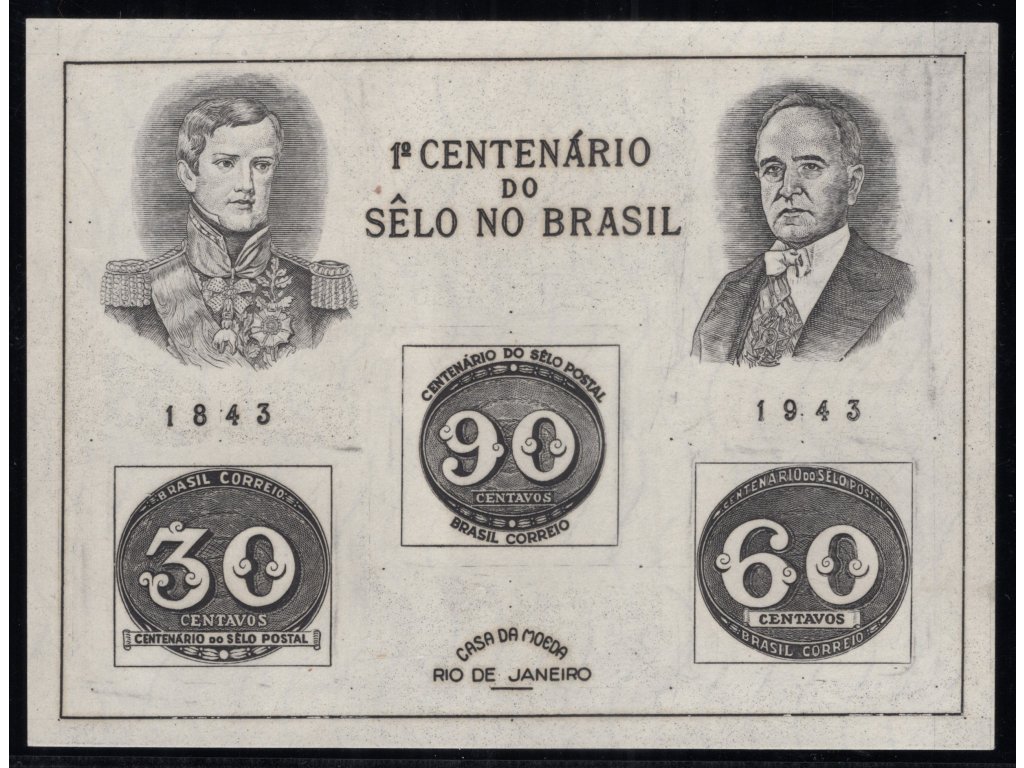 1º CENTENÁRIO
DO
SÊLO NO BRASIL
1843
1943
CENTENÁRIO DO SÊLO POSTAL
90
CENTAVOS
BRASIL CORREIO
BRASIL CORREIO
30
CENTAVOS
CENTENÁRIO DO SÊLO POSTAL
CENTENÁRIO DO SÊLO POSTAL
60
CENTAVOS
BRASIL CORREIO
CASA DA MOEDA
RIO DE JANEIRO